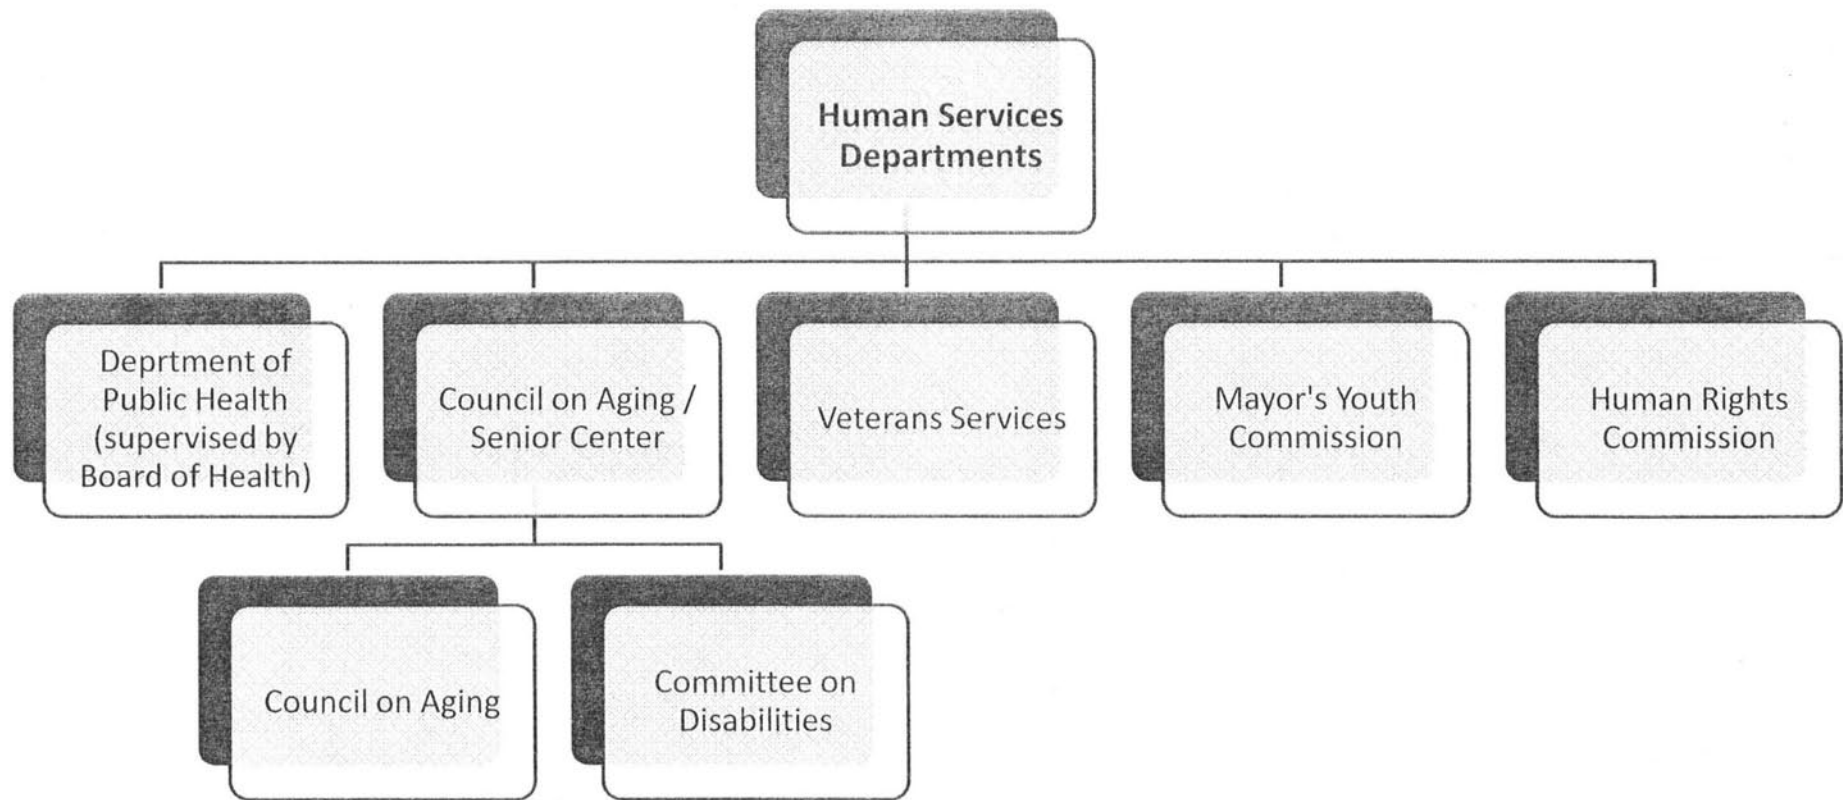 Human Services
Departments
Deprtment of
Public Health
(supervised by
Board of Health)
Council on Aging /
Senior Center
Veterans Services
Mayor's Youth
Commission
Human Rights
Commission
Council on Aging
Committee on
Disabilities